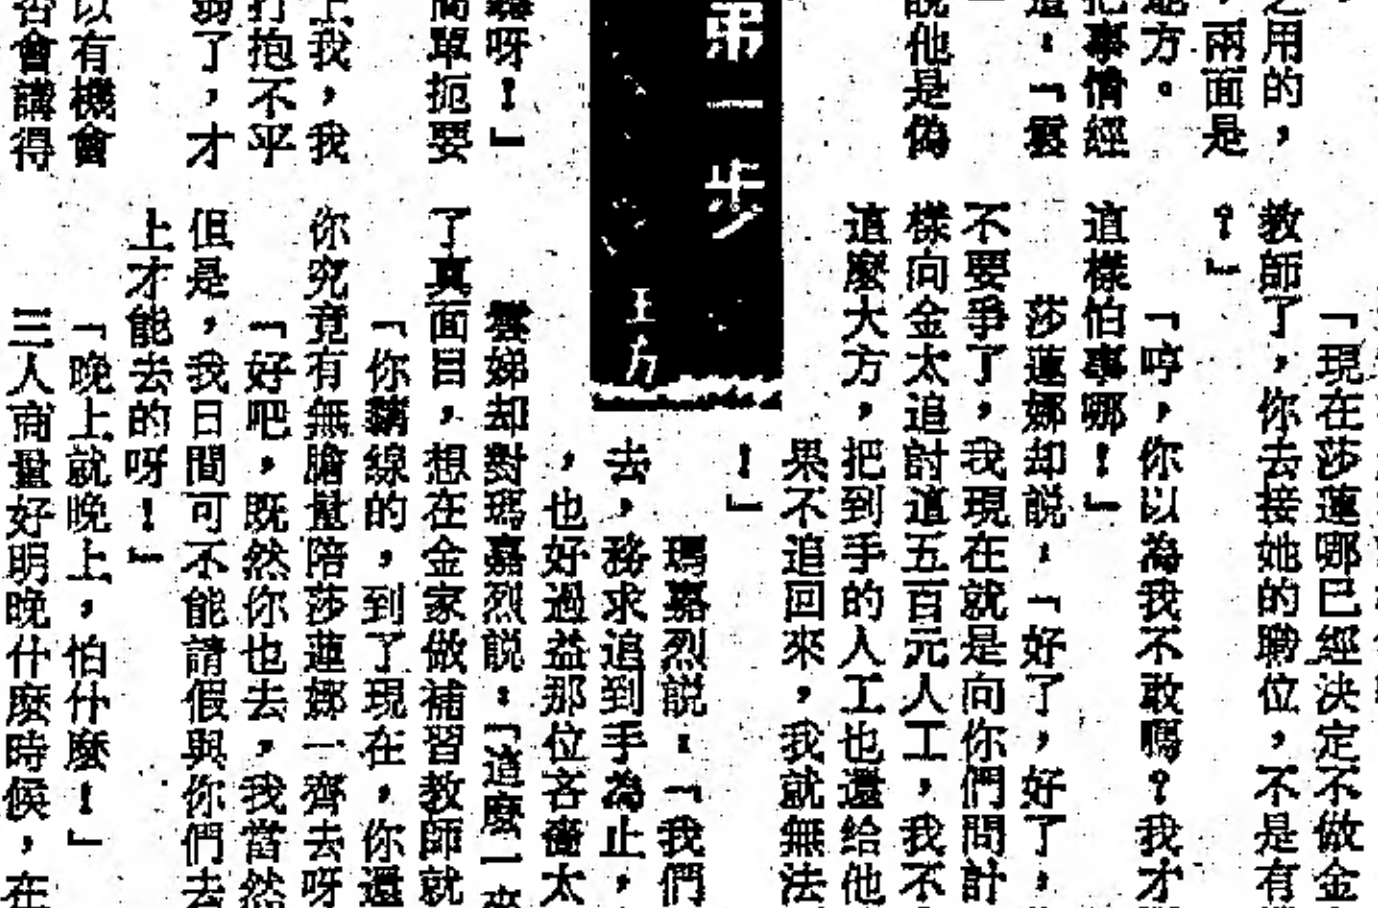 之用的，
，兩面是
處方。
把事情經
道：「雲
說他是偽
第一步
王力
蠢呀！」
簡單扼要
上我，我
打抱不平
弱了，才
以有機會
否會講得
「現在莎蓮哪已經決定不做金
教師了，你去接她的職位，不是有
？」
「哼，你以為我不敢嗎？我才
這樣怕事哪！」
莎蓮娜却説：「好了，好了，
不要爭了，我現在就是向你們問計
樣向金太追討這五百元人工，我不
這麼大方，把到手的人工也還给他
果不追回來，我就無法
！」
瑪嘉烈説：「我們
去，務求追到手為止，
，也好過益那位吝嗇太
雲娣却對瑪嘉烈説：「這麼一來
了真面目，想在金家做補習教師就
「你黐線的，到了現在，你還
你究竟有無膽量陪莎蓮娜一齊去呀
「好吧，既然你也去，我當然
但是，我日間可不能請假與你們去
上才能去的呀！」
「晚上就晚上，怕什麼！」
三人商量好明晚什麼時候，在